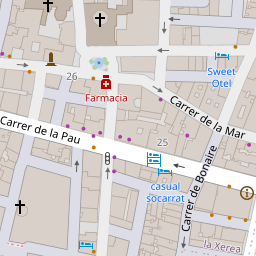 Sweet
Otel
26
Farmacia
Carrer de la Mar
Carrer de la Pau
25
Carrer de Bonaire
casual
socarrat
la Xerea